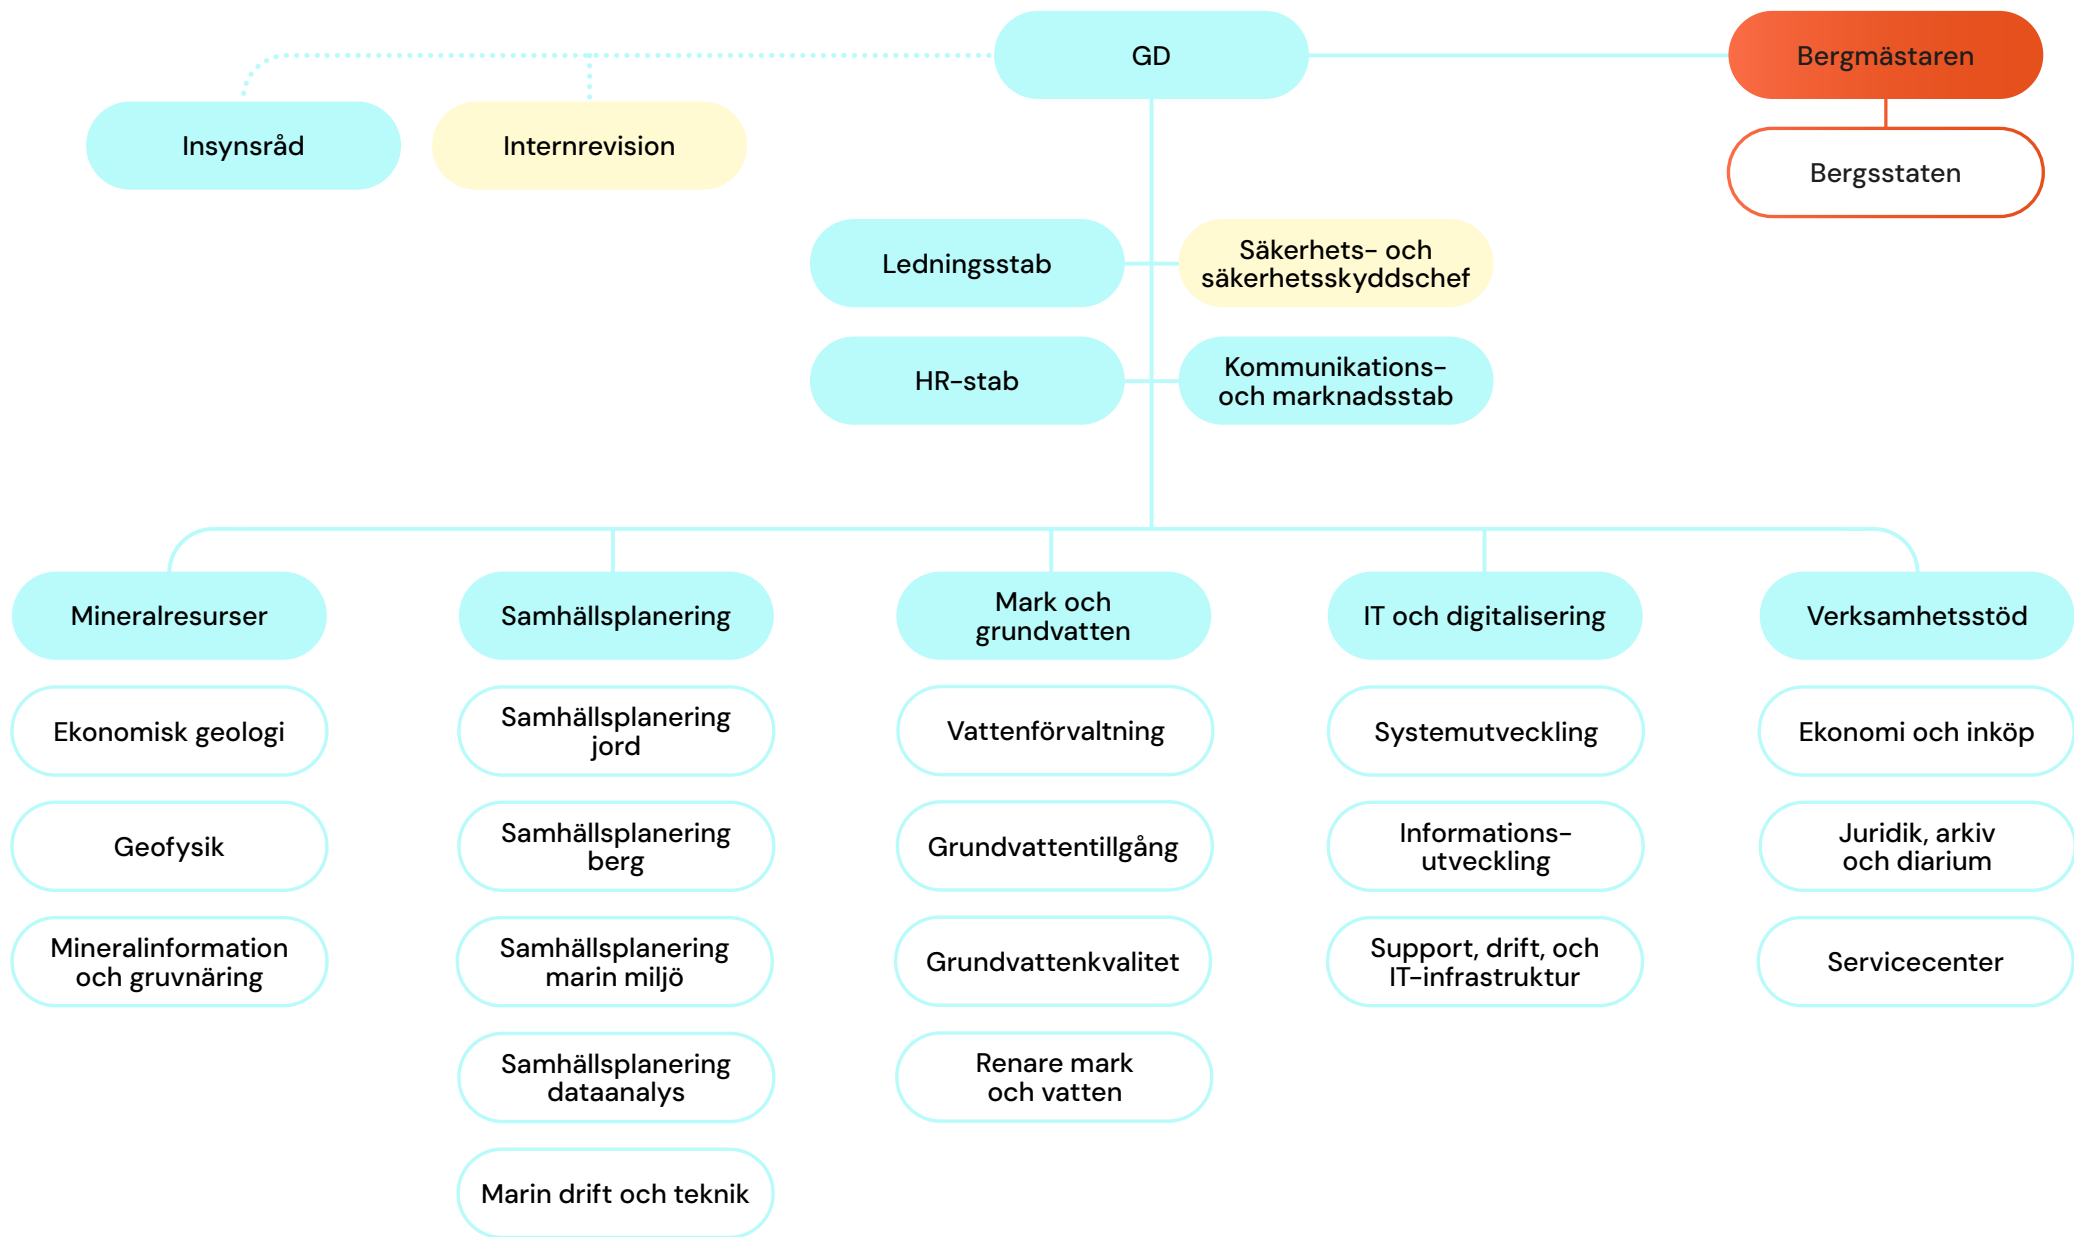 GD
Bergmästaren
Insynsråd
Internrevision
Bergsstaten
Ledningsstab
Säkerhets- och
säkerhetsskyddschef
HR-stab
Kommunikations-
och marknadsstab
Mineralresurser
Ekonomisk geologi
Geofysik
Mineralinformation
och gruvnäring
Samhällsplanering
Samhällsplanering
jord
Samhällsplanering
berg
Samhällsplanering
marin miljö
Samhällsplanering
dataanalys
Marin drift och teknik
Mark och
grundvatten
Vattenförvaltning
Grundvattentillgång
Grundvattenkvalitet
Renare mark
och vatten
IT och digitalisering
Systemutveckling
Informations-
utveckling
Support, drift, och
IT-infrastruktur
Verksamhetsstöd
Ekonomi och inköp
Juridik, arkiv
och diarium
Servicecenter